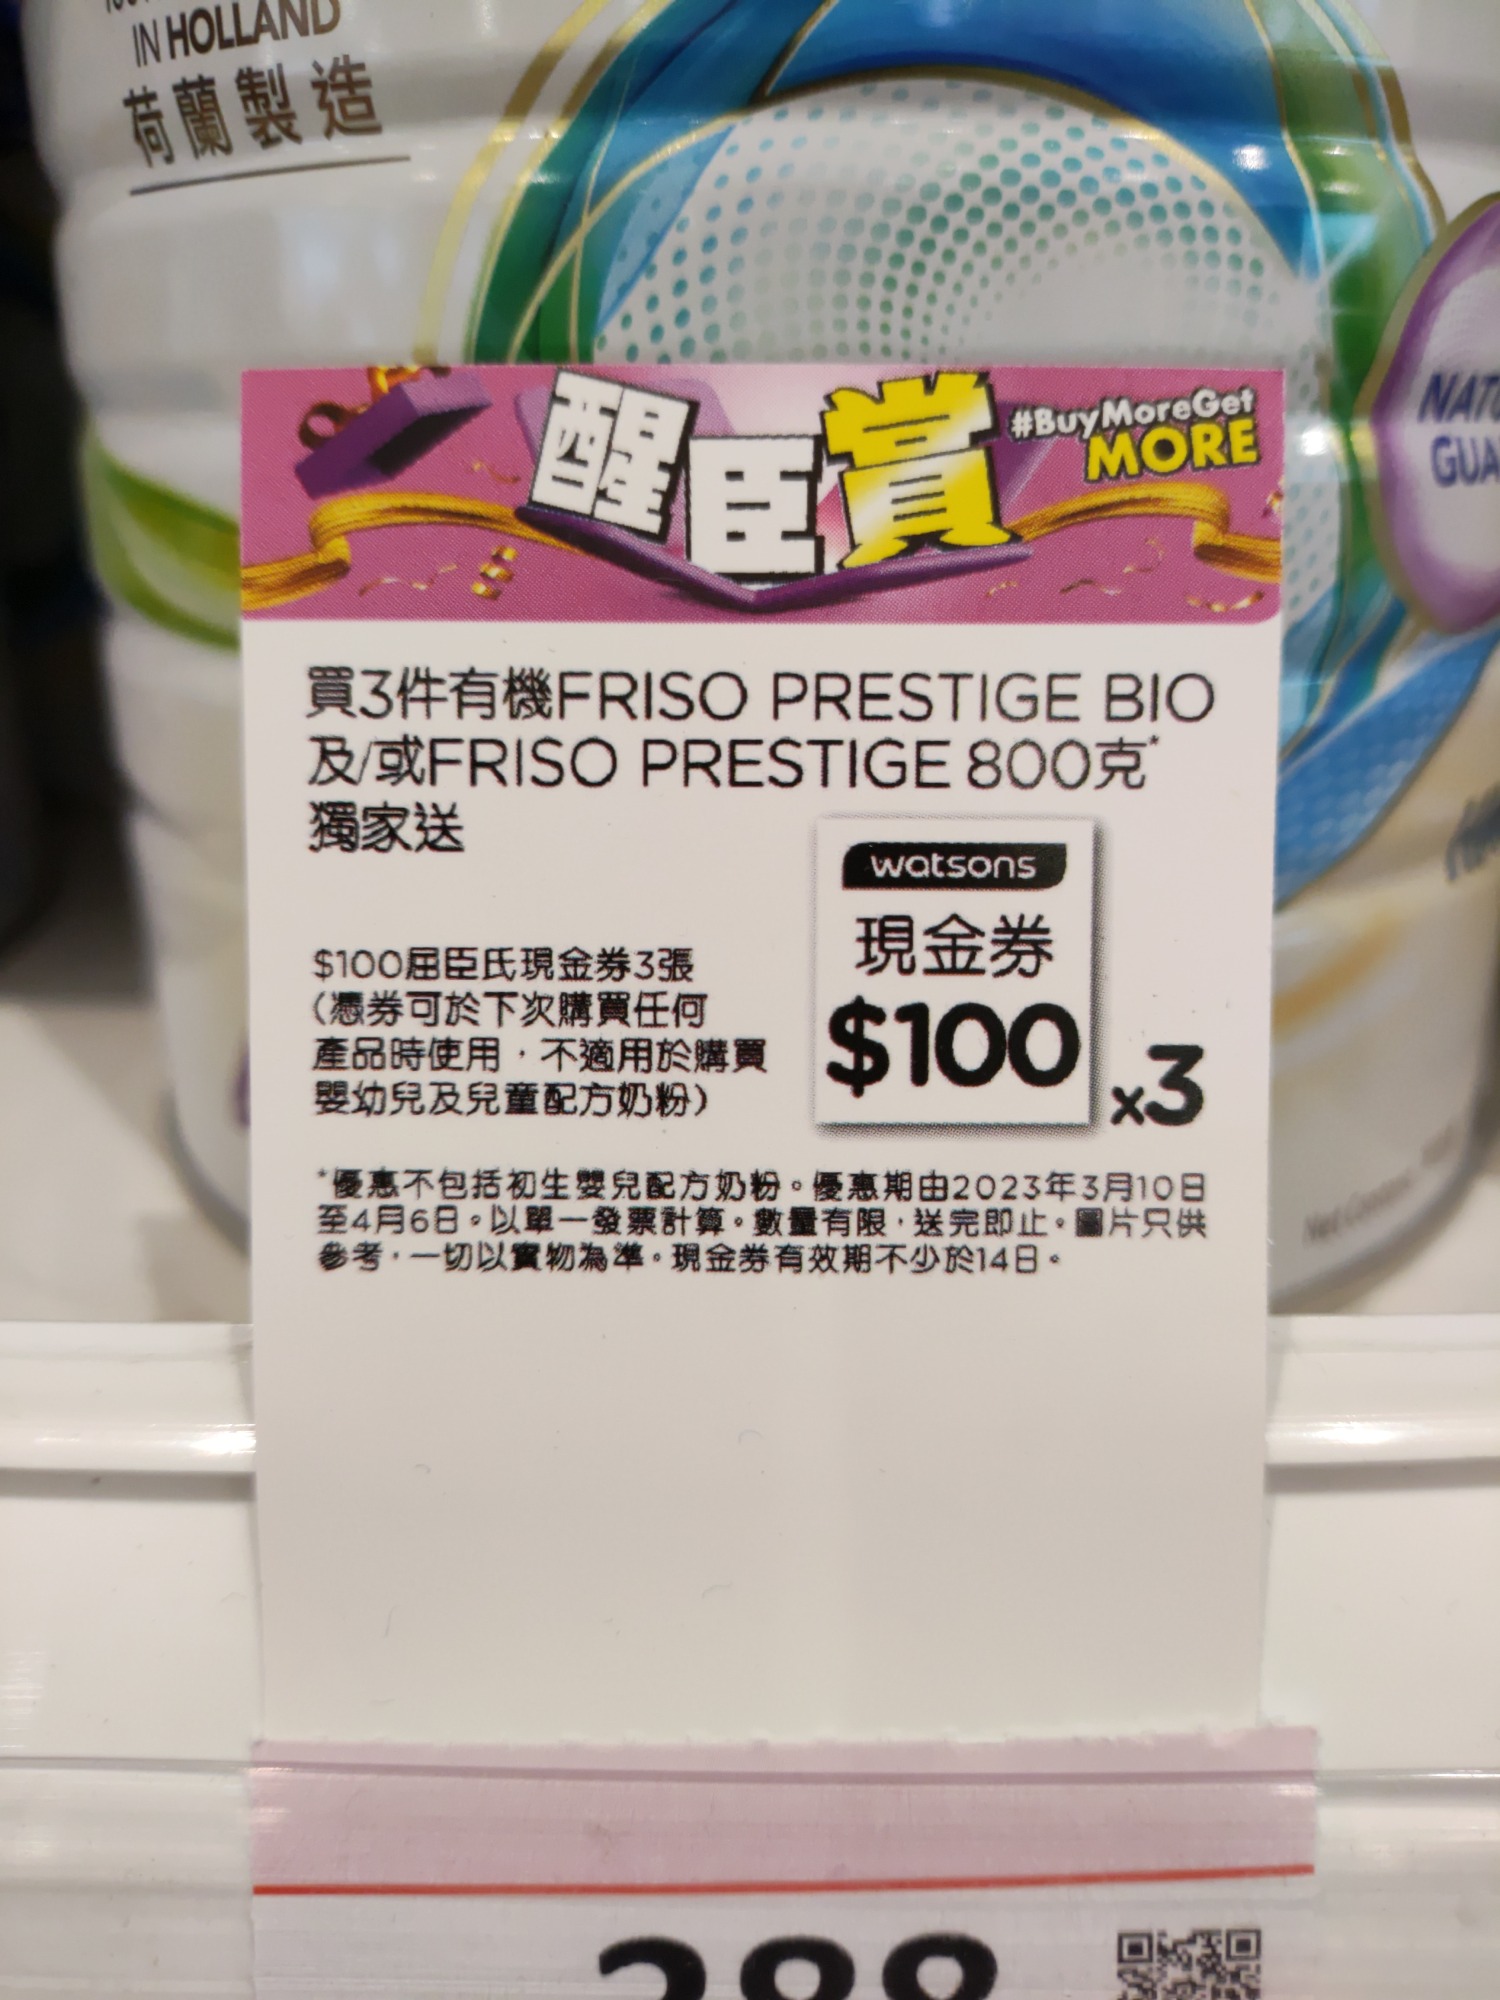 IN HOLLAND
荷蘭製造
醒臣賞
#BuyMoreGet
MORE
買3件有機FRISO PRESTIGE BIO
及/或FRISO PRESTIGE 800克*
獨家送
watsons
現金券
$100
x3
$100屈臣氏現金券3張
(憑券可於下次購買任何
產品時使用，不適用於購買
嬰幼兒及兒童配方奶粉)
*優惠不包括初生嬰兒配方奶粉。優惠期由2023年3月10日
至4月6日。以單一發票計算。數量有限，送完即止。圖片只供
參考，一切以實物為準。現金券有效期不少於14日。
288